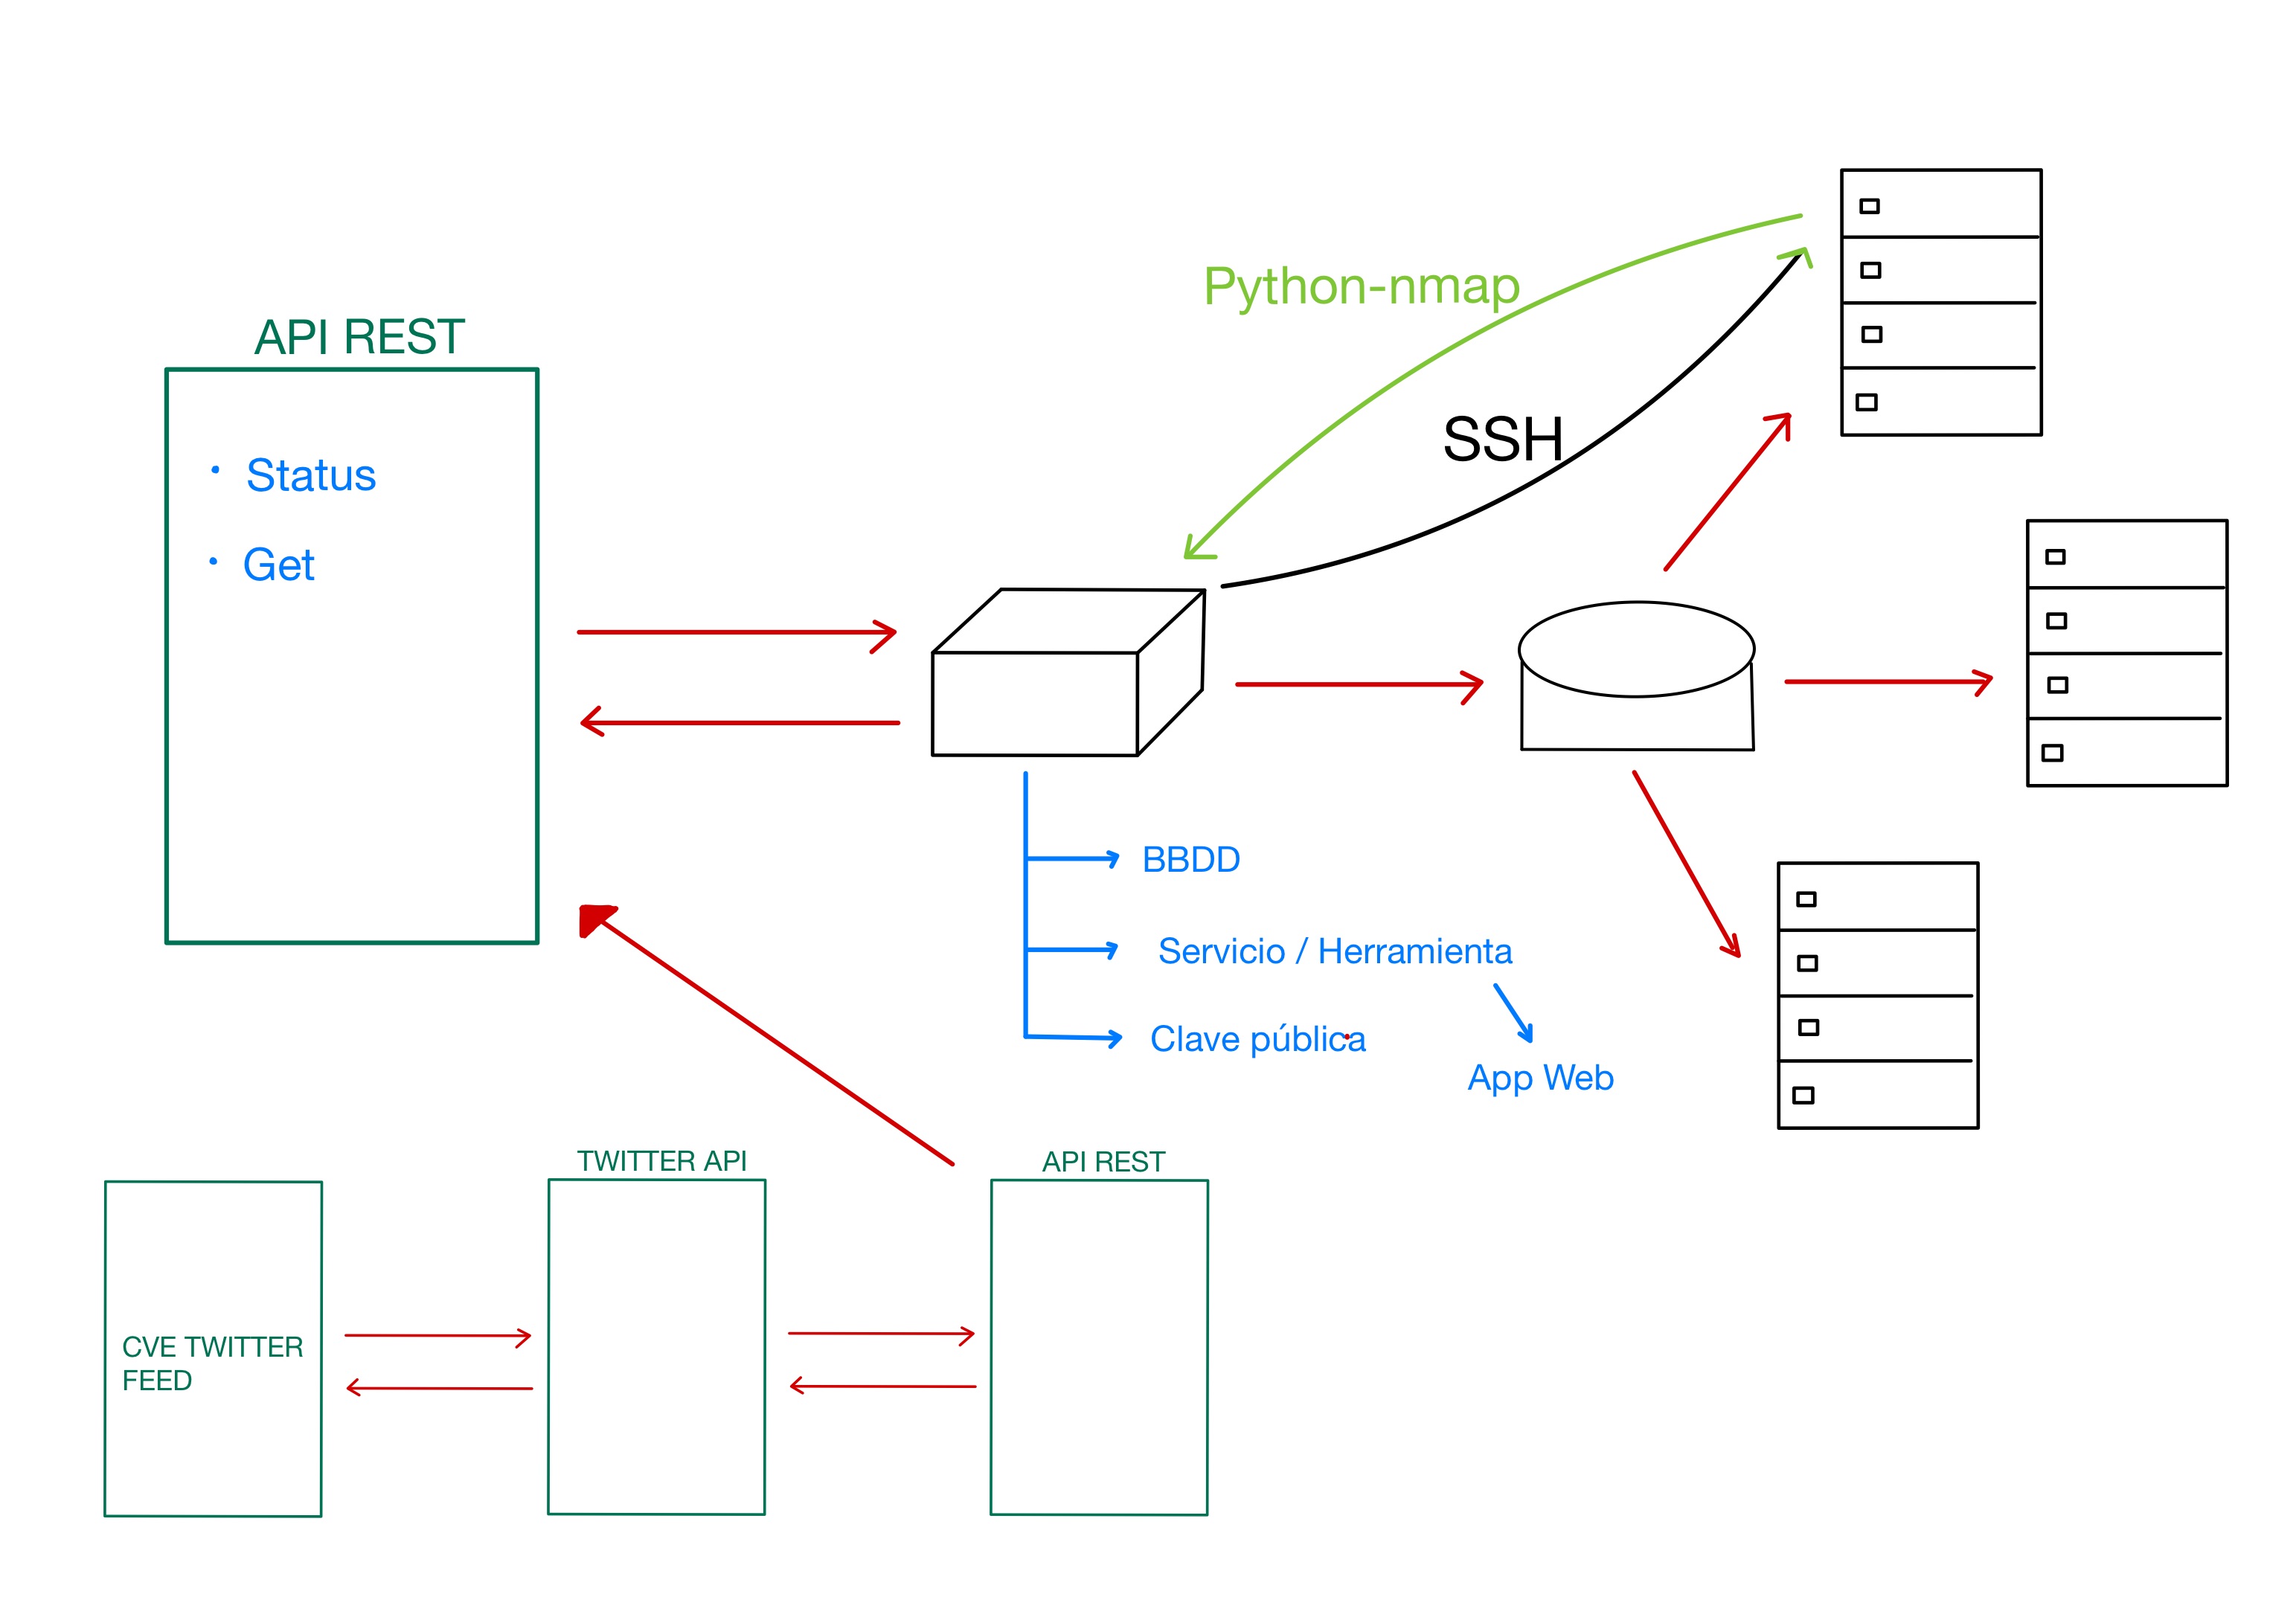 Python-nmap
API REST
SSH
• Status
• Get
BBDD
Servicio / Herramienta
Clave pública
App Web
TWITTER API
API REST
CVE TWITTER
FEED